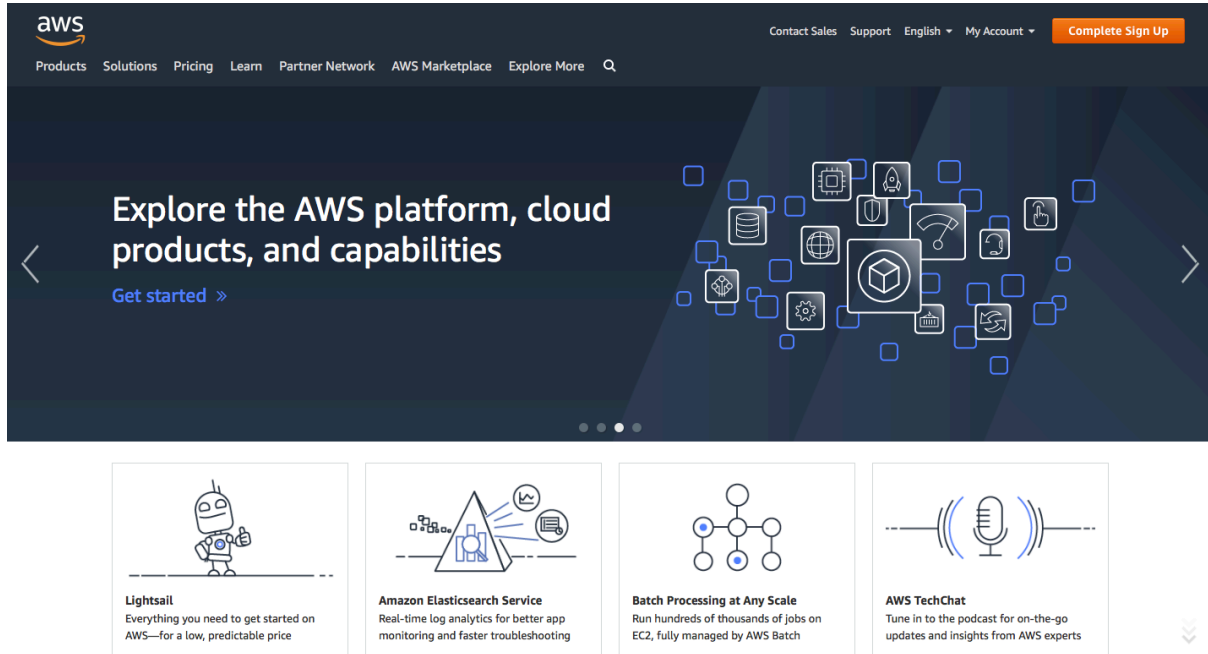 aws
Contact Sales Support English My Account Complete Sign Up
Products Solutions Pricing Learn Partner Network AWS Marketplace Explore More
Explore the AWS platform, cloud
products, and capabilities
Get started »
Lightsail
Everything you need to get started on
AWS—for a low, predictable price
Amazon Elasticsearch Service
Real-time log analytics for better app
monitoring and faster troubleshooting
Batch Processing at Any Scale
Run hundreds of thousands of jobs on
EC2, fully managed by AWS Batch
AWS TechChat
Tune in to the podcast for on-the-go
updates and insights from AWS experts